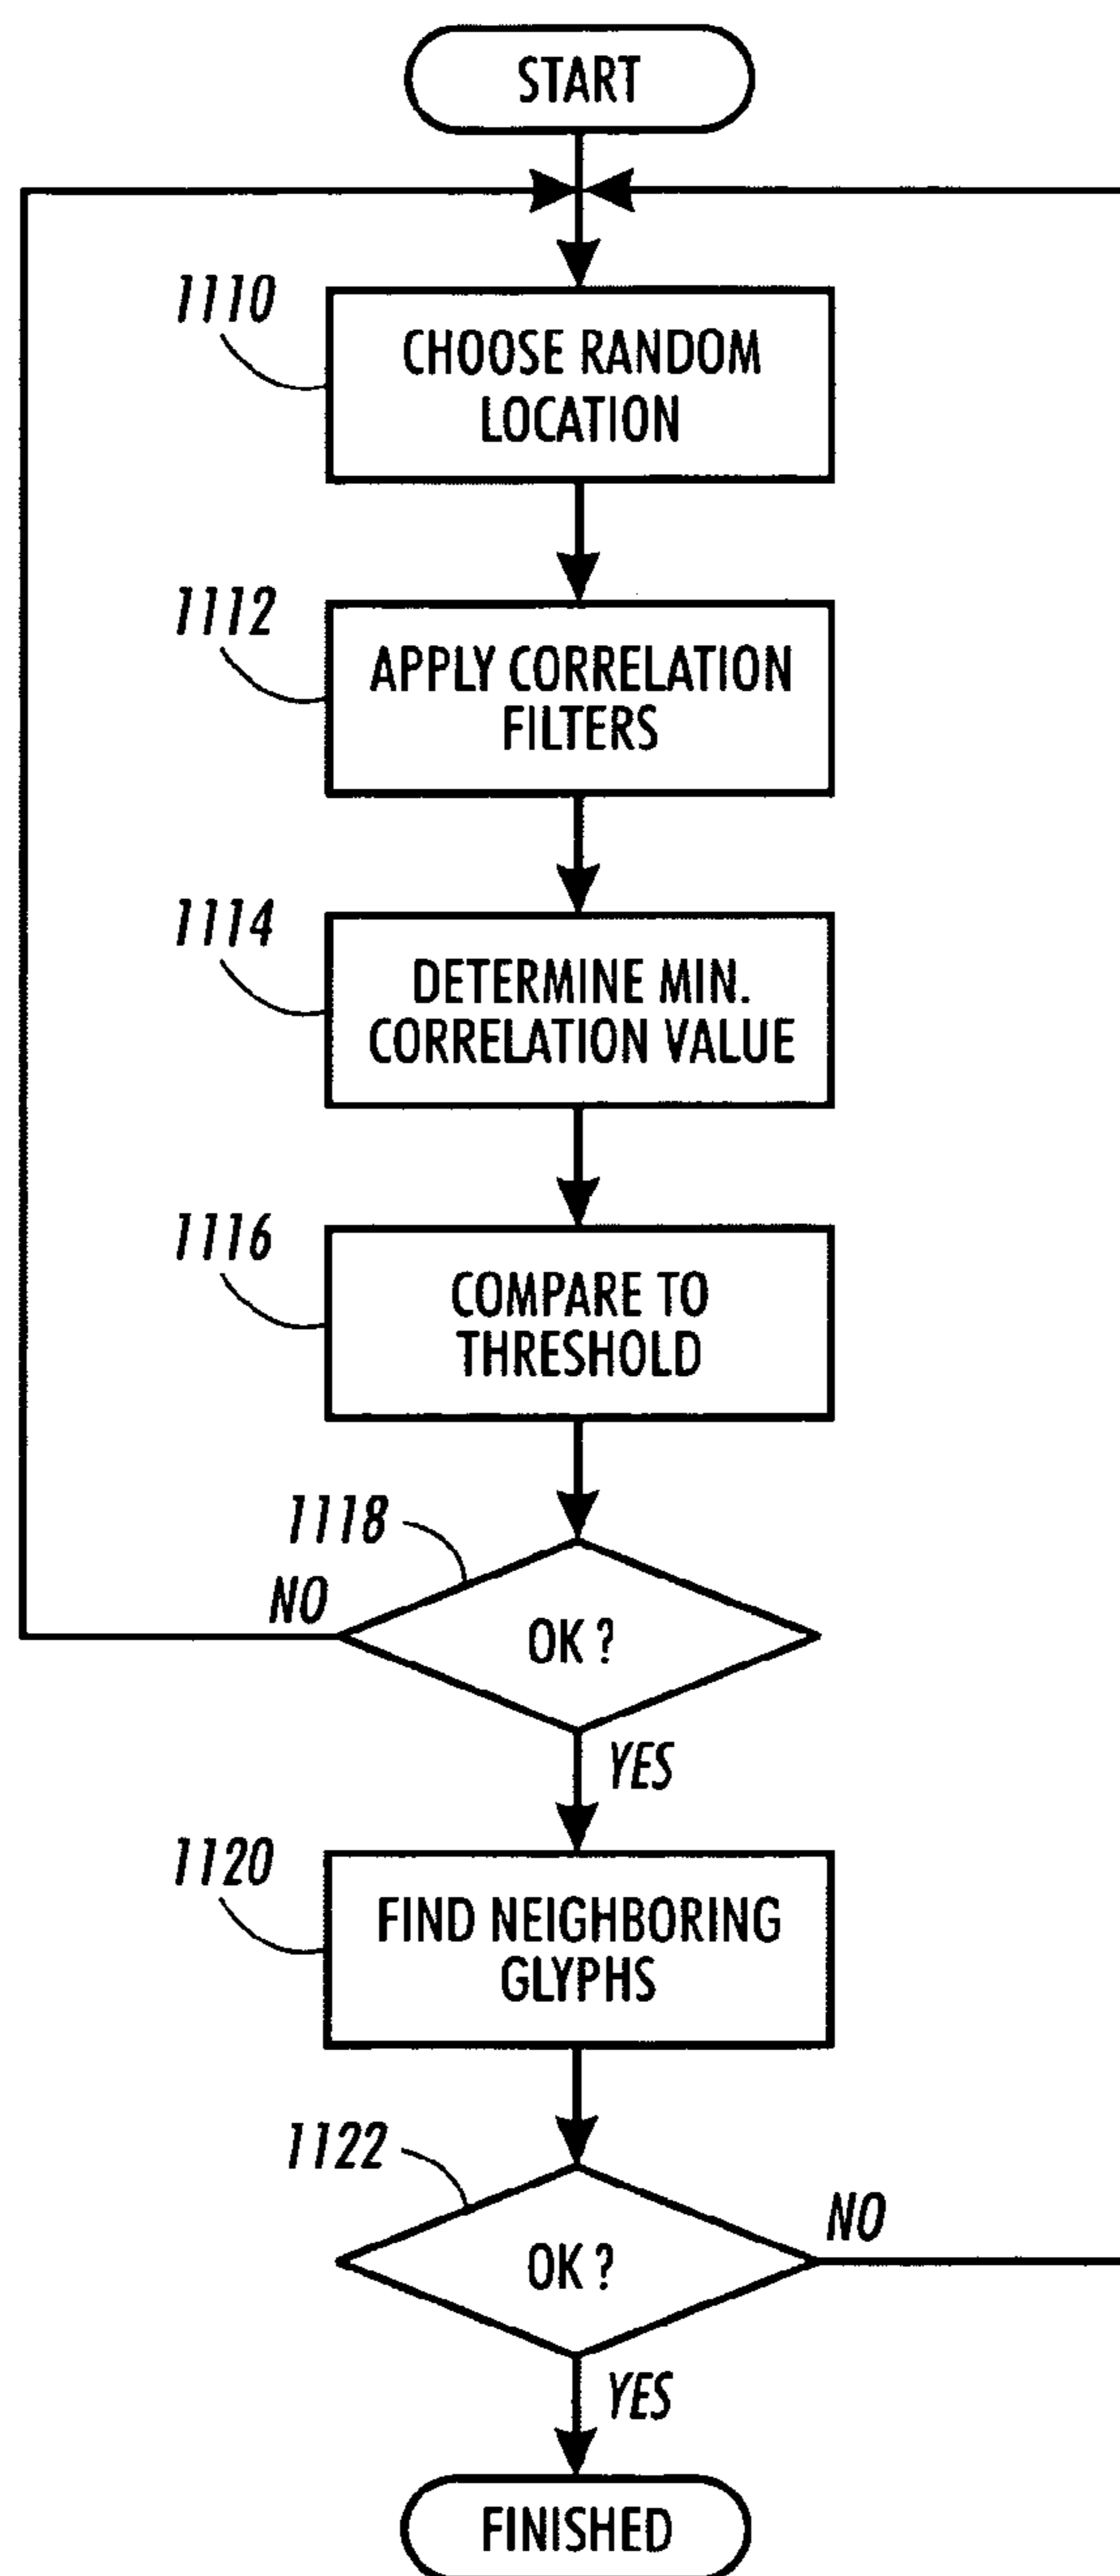 START
1110
CHOOSE RANDOM
LOCATION
1112
APPLY CORRELATION
FILTERS
1114
DETERMINE MIN.
CORRELATION VALUE
1116
COMPARE TO
THRESHOLD
1118
NO
OK ?
YES
1120
FIND NEIGHBORING
GLYPHS
1122
NO
OK ?
YES
FINISHED